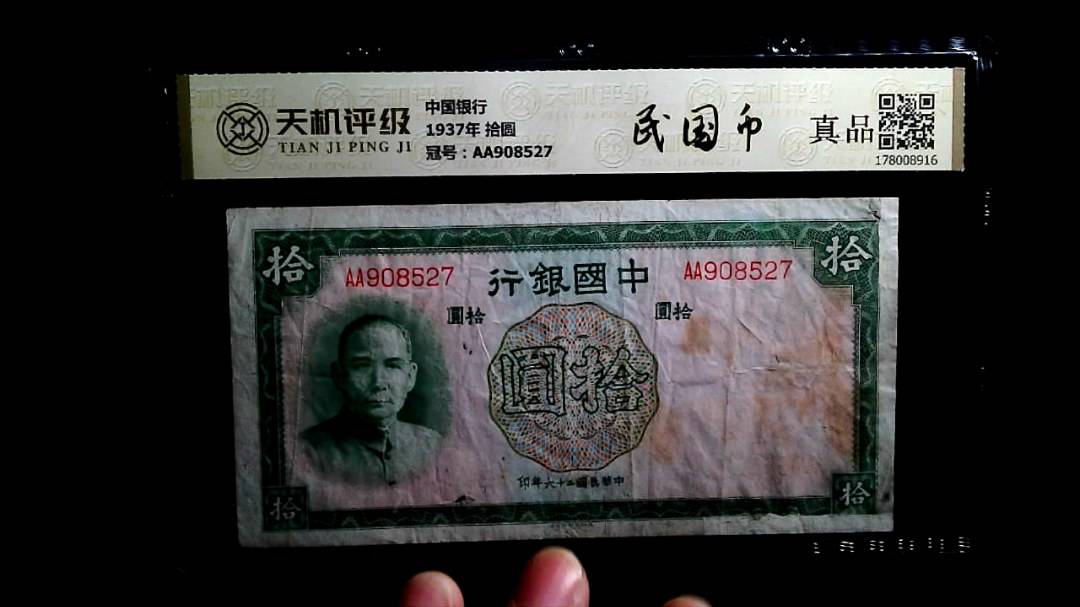 天机评级
TIAN JI PING JI
中国银行
1937年 拾圆
冠号：AA908527
民国币
真品
178008916
拾
拾
AA908527
行銀國中
AA908527
圓拾
圓拾
圓拾
印年六十二國民華中
拾
拾